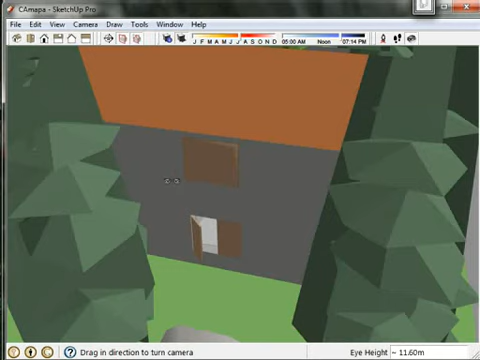 CAmapa - SketchUp Pro
File Edit View Camera Draw Tools Window Help
J F M A M J J A S O N D 05:00 AM Noon 07:14 PM
Drag in direction to turn camera Eye Height ~ 11.60m